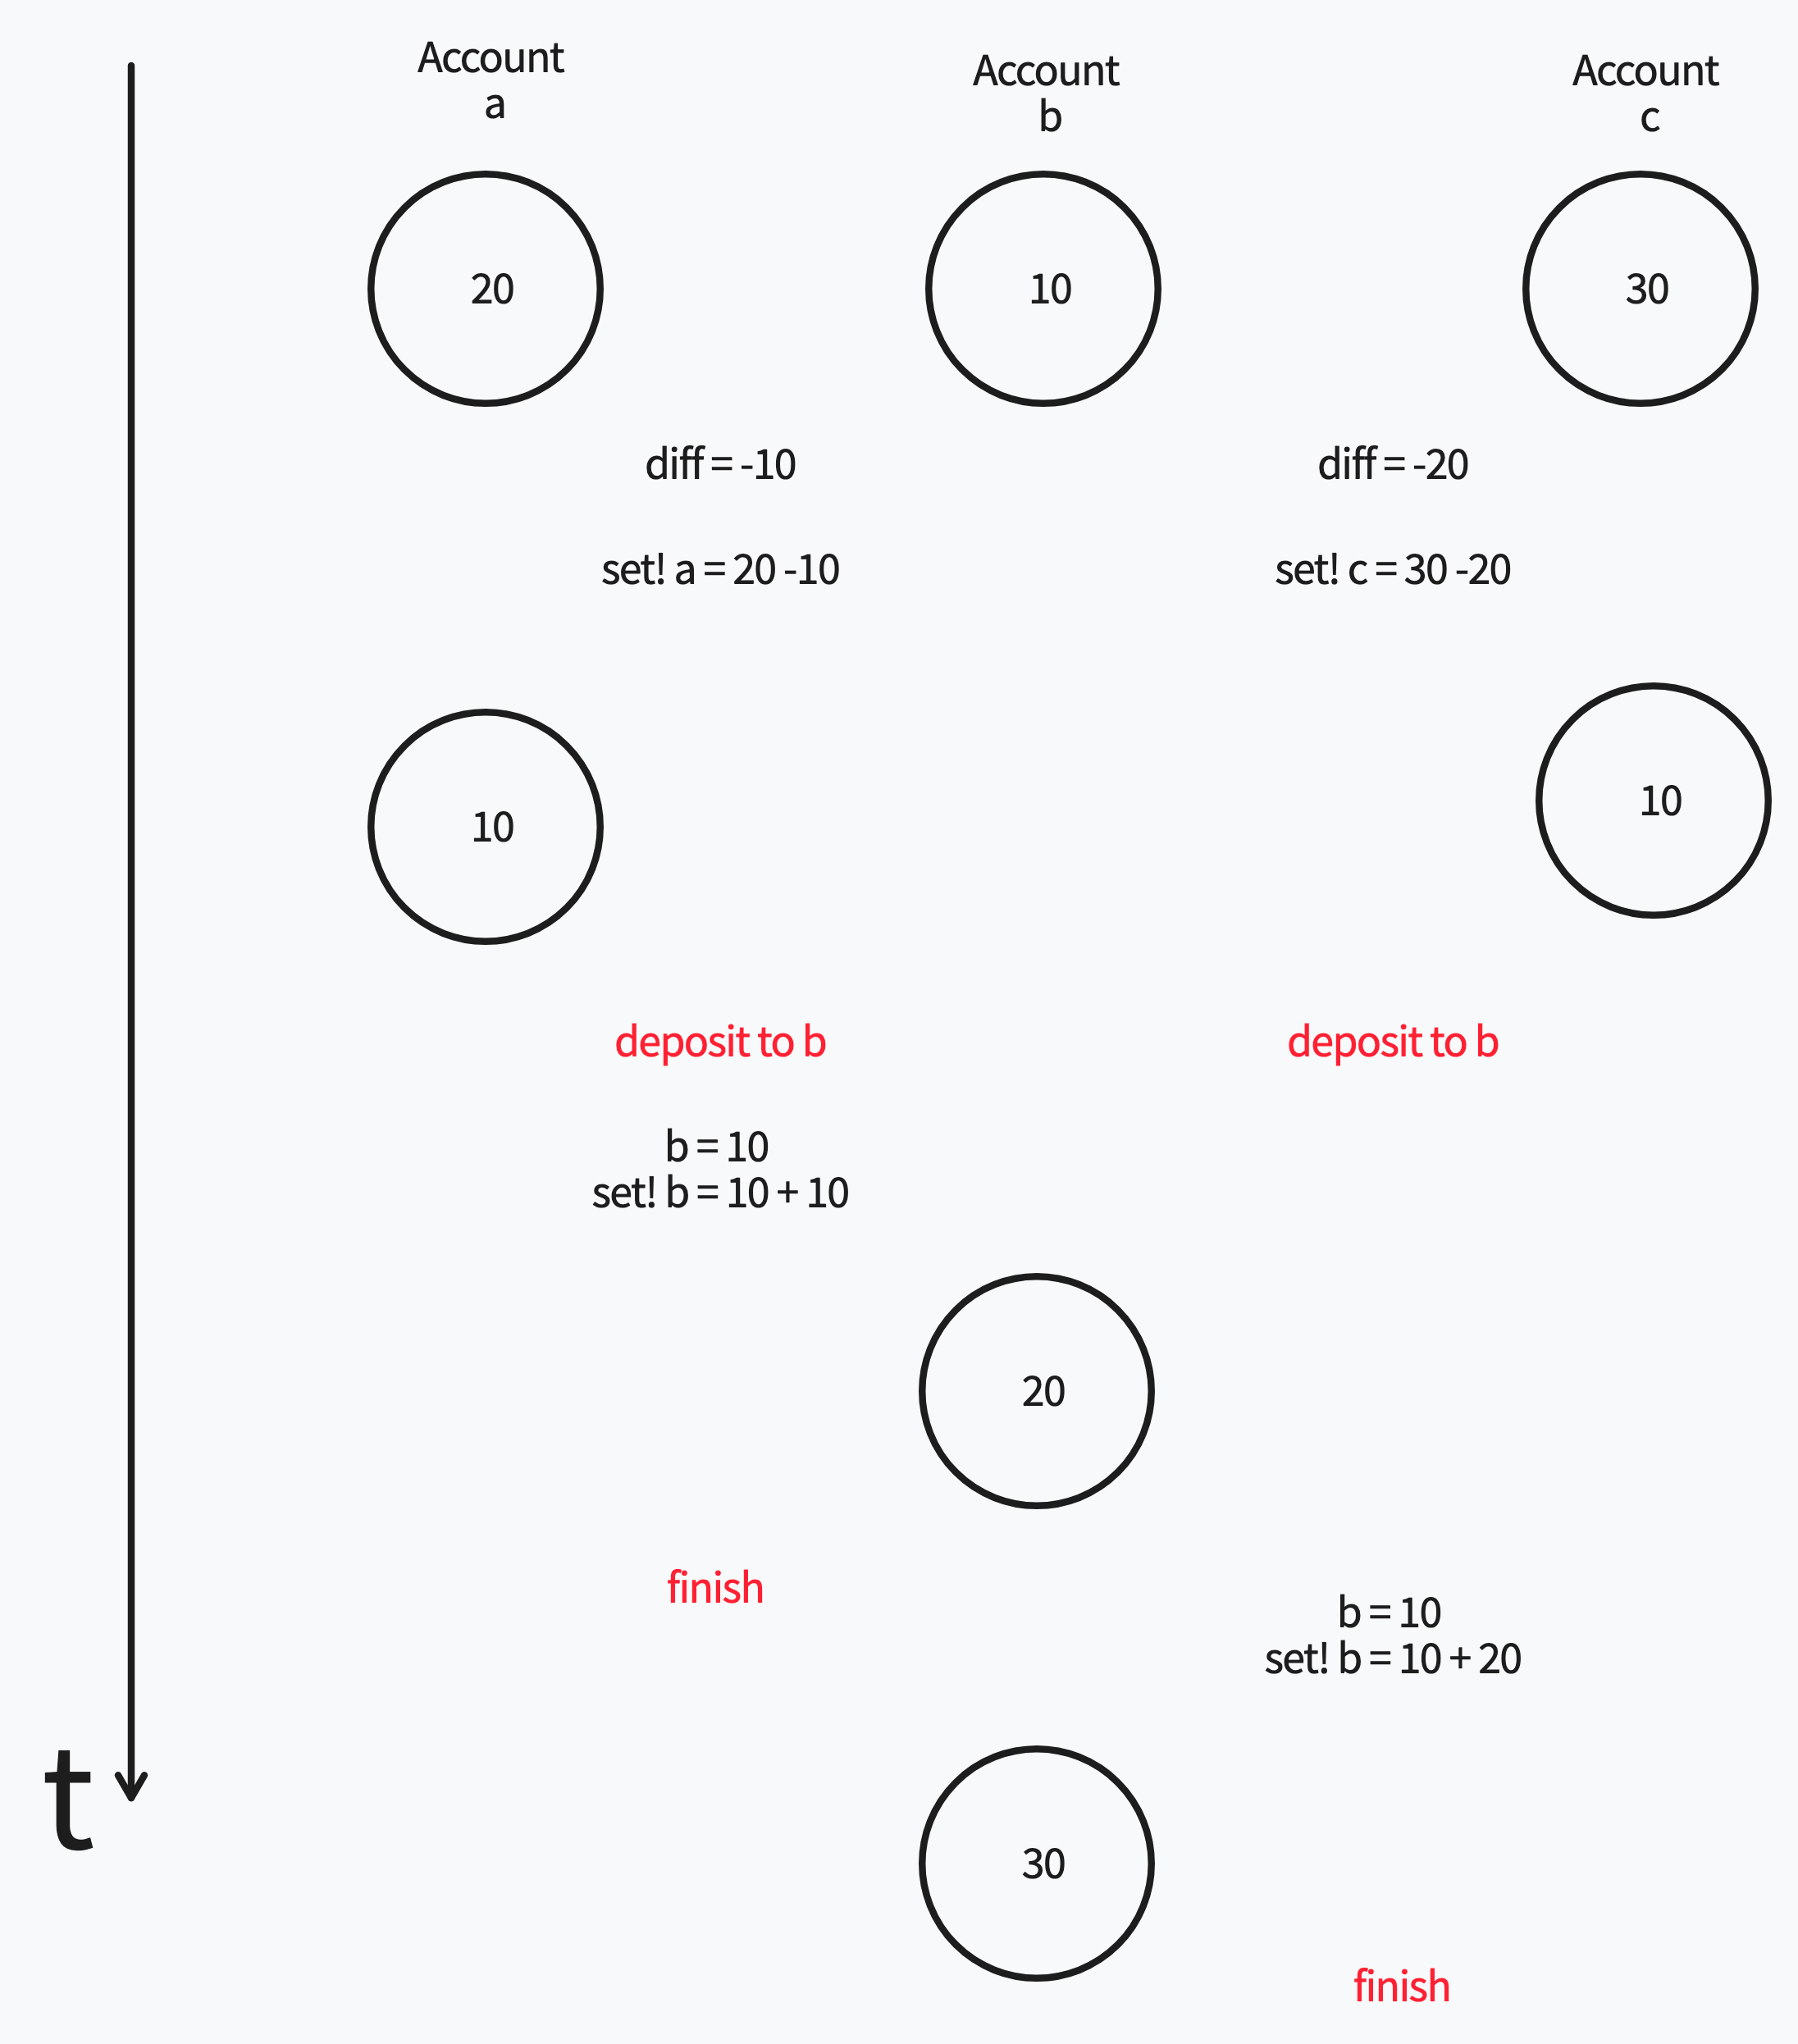 Account
a
Account
b
Account
c
20
10
30
diff = -10
diff = -20
set! a = 20 -10
set! c = 30 -20
10
10
deposit to b
deposit to b
b = 10
set! b = 10 + 10
20
finish
b = 10
set! b = 10 + 20
t
30
finish